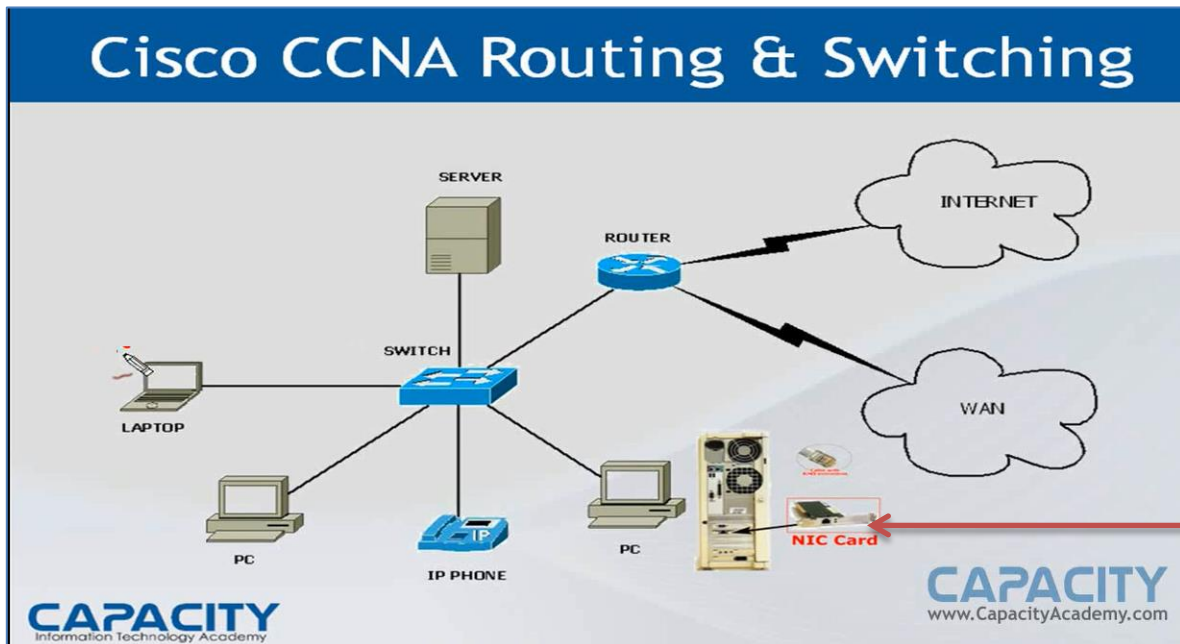 Cisco CCNA Routing & Switching
SERVER
INTERNET
ROUTER
SWITCH
WAN
LAPTOP
NIC Card
PC
IP
PC
IP PHONE
CAPACITY
www.CapacityAcademy.com
CAPACITY
Information Technology Academy